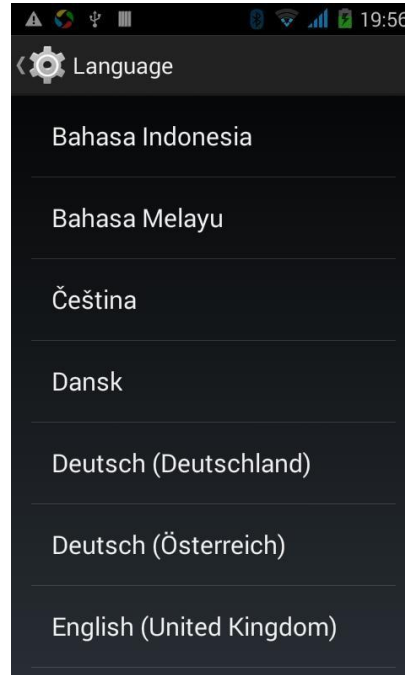 19:56
Language
Bahasa Indonesia
Bahasa Melayu
Čeština
Dansk
Deutsch (Deutschland)
Deutsch (Österreich)
English (United Kingdom)